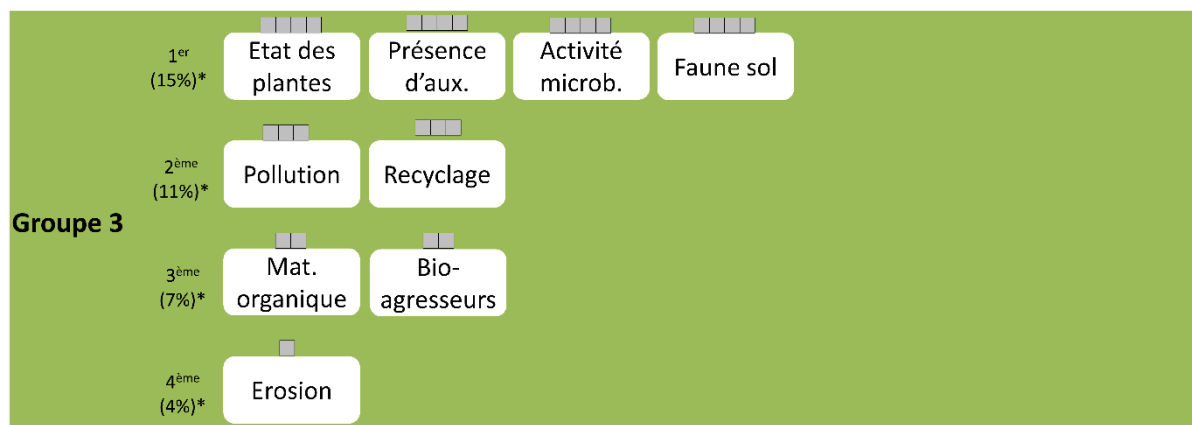 Groupe 3
1er
(15%)*
Etat des
plantes
Présence
d'aux.
Activité
microb.
Faune sol
2ème
(11%)*
Pollution
Recyclage
3ème
(7%)*
Mat.
organique
Bio-
agresseurs
4ème
(4%)*
Erosion